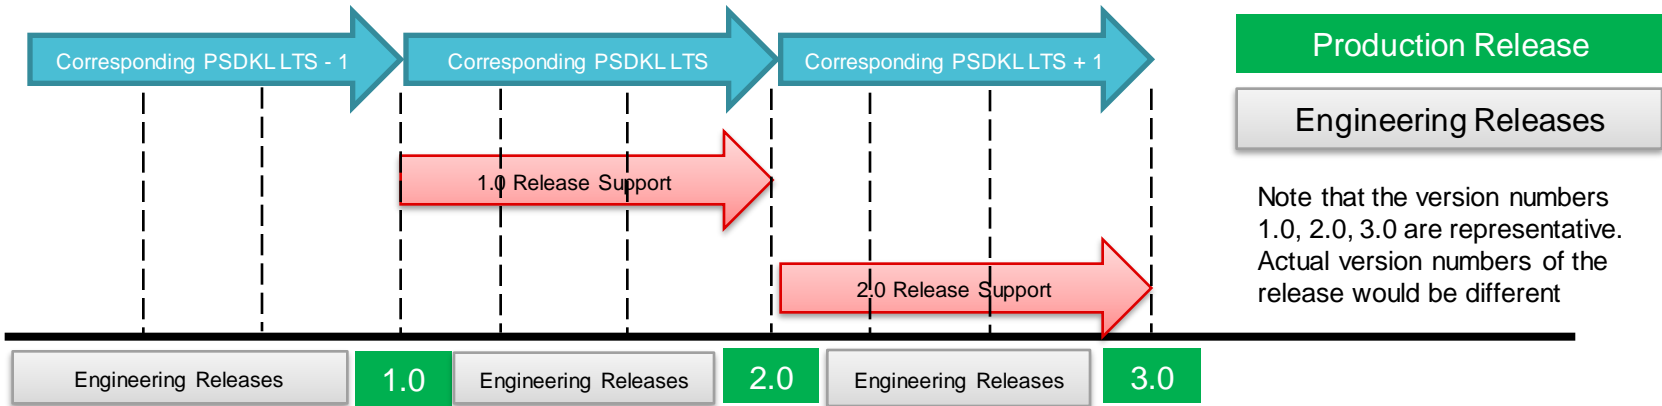 Corresponding PSDKL LTS - 1
Corresponding PSDKL LTS
Corresponding PSDKL LTS + 1
Production Release
Engineering Releases
1.0 Release Support
Note that the version numbers
1.0, 2.0, 3.0 are representative.
Actual version numbers of the
release would be different
2.0 Release Support
Engineering Releases
1.0
Engineering Releases
2.0
Engineering Releases
3.0